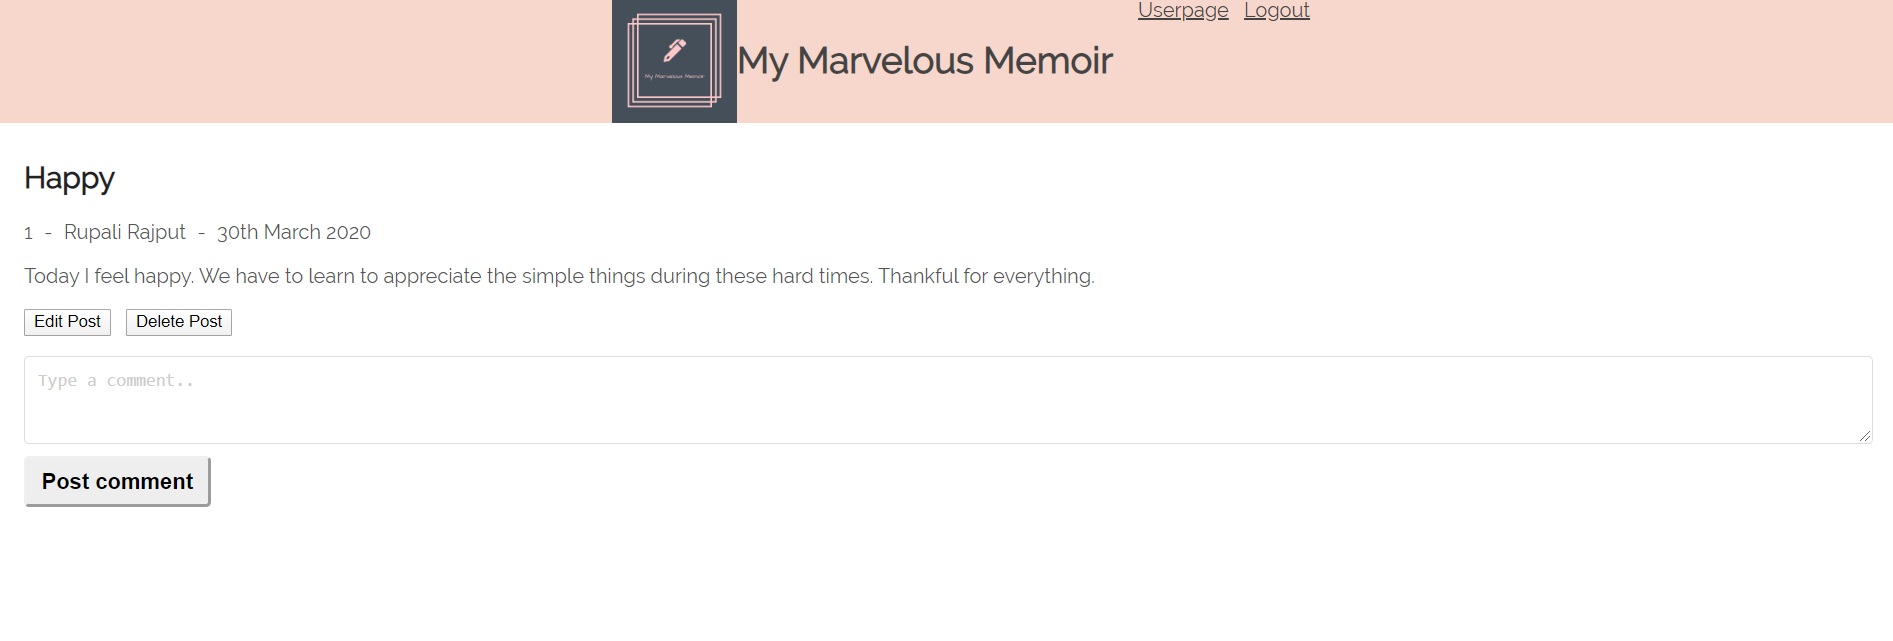 Userpage Logout
My Marvelous Memoir
My Marvelous Memoir
Happy
1 - Rupali Rajput - 30th March 2020
Today I feel happy. We have to learn to appreciate the simple things during these hard times. Thankful for everything.
Edit Post Delete Post
Type a comment..
Post comment